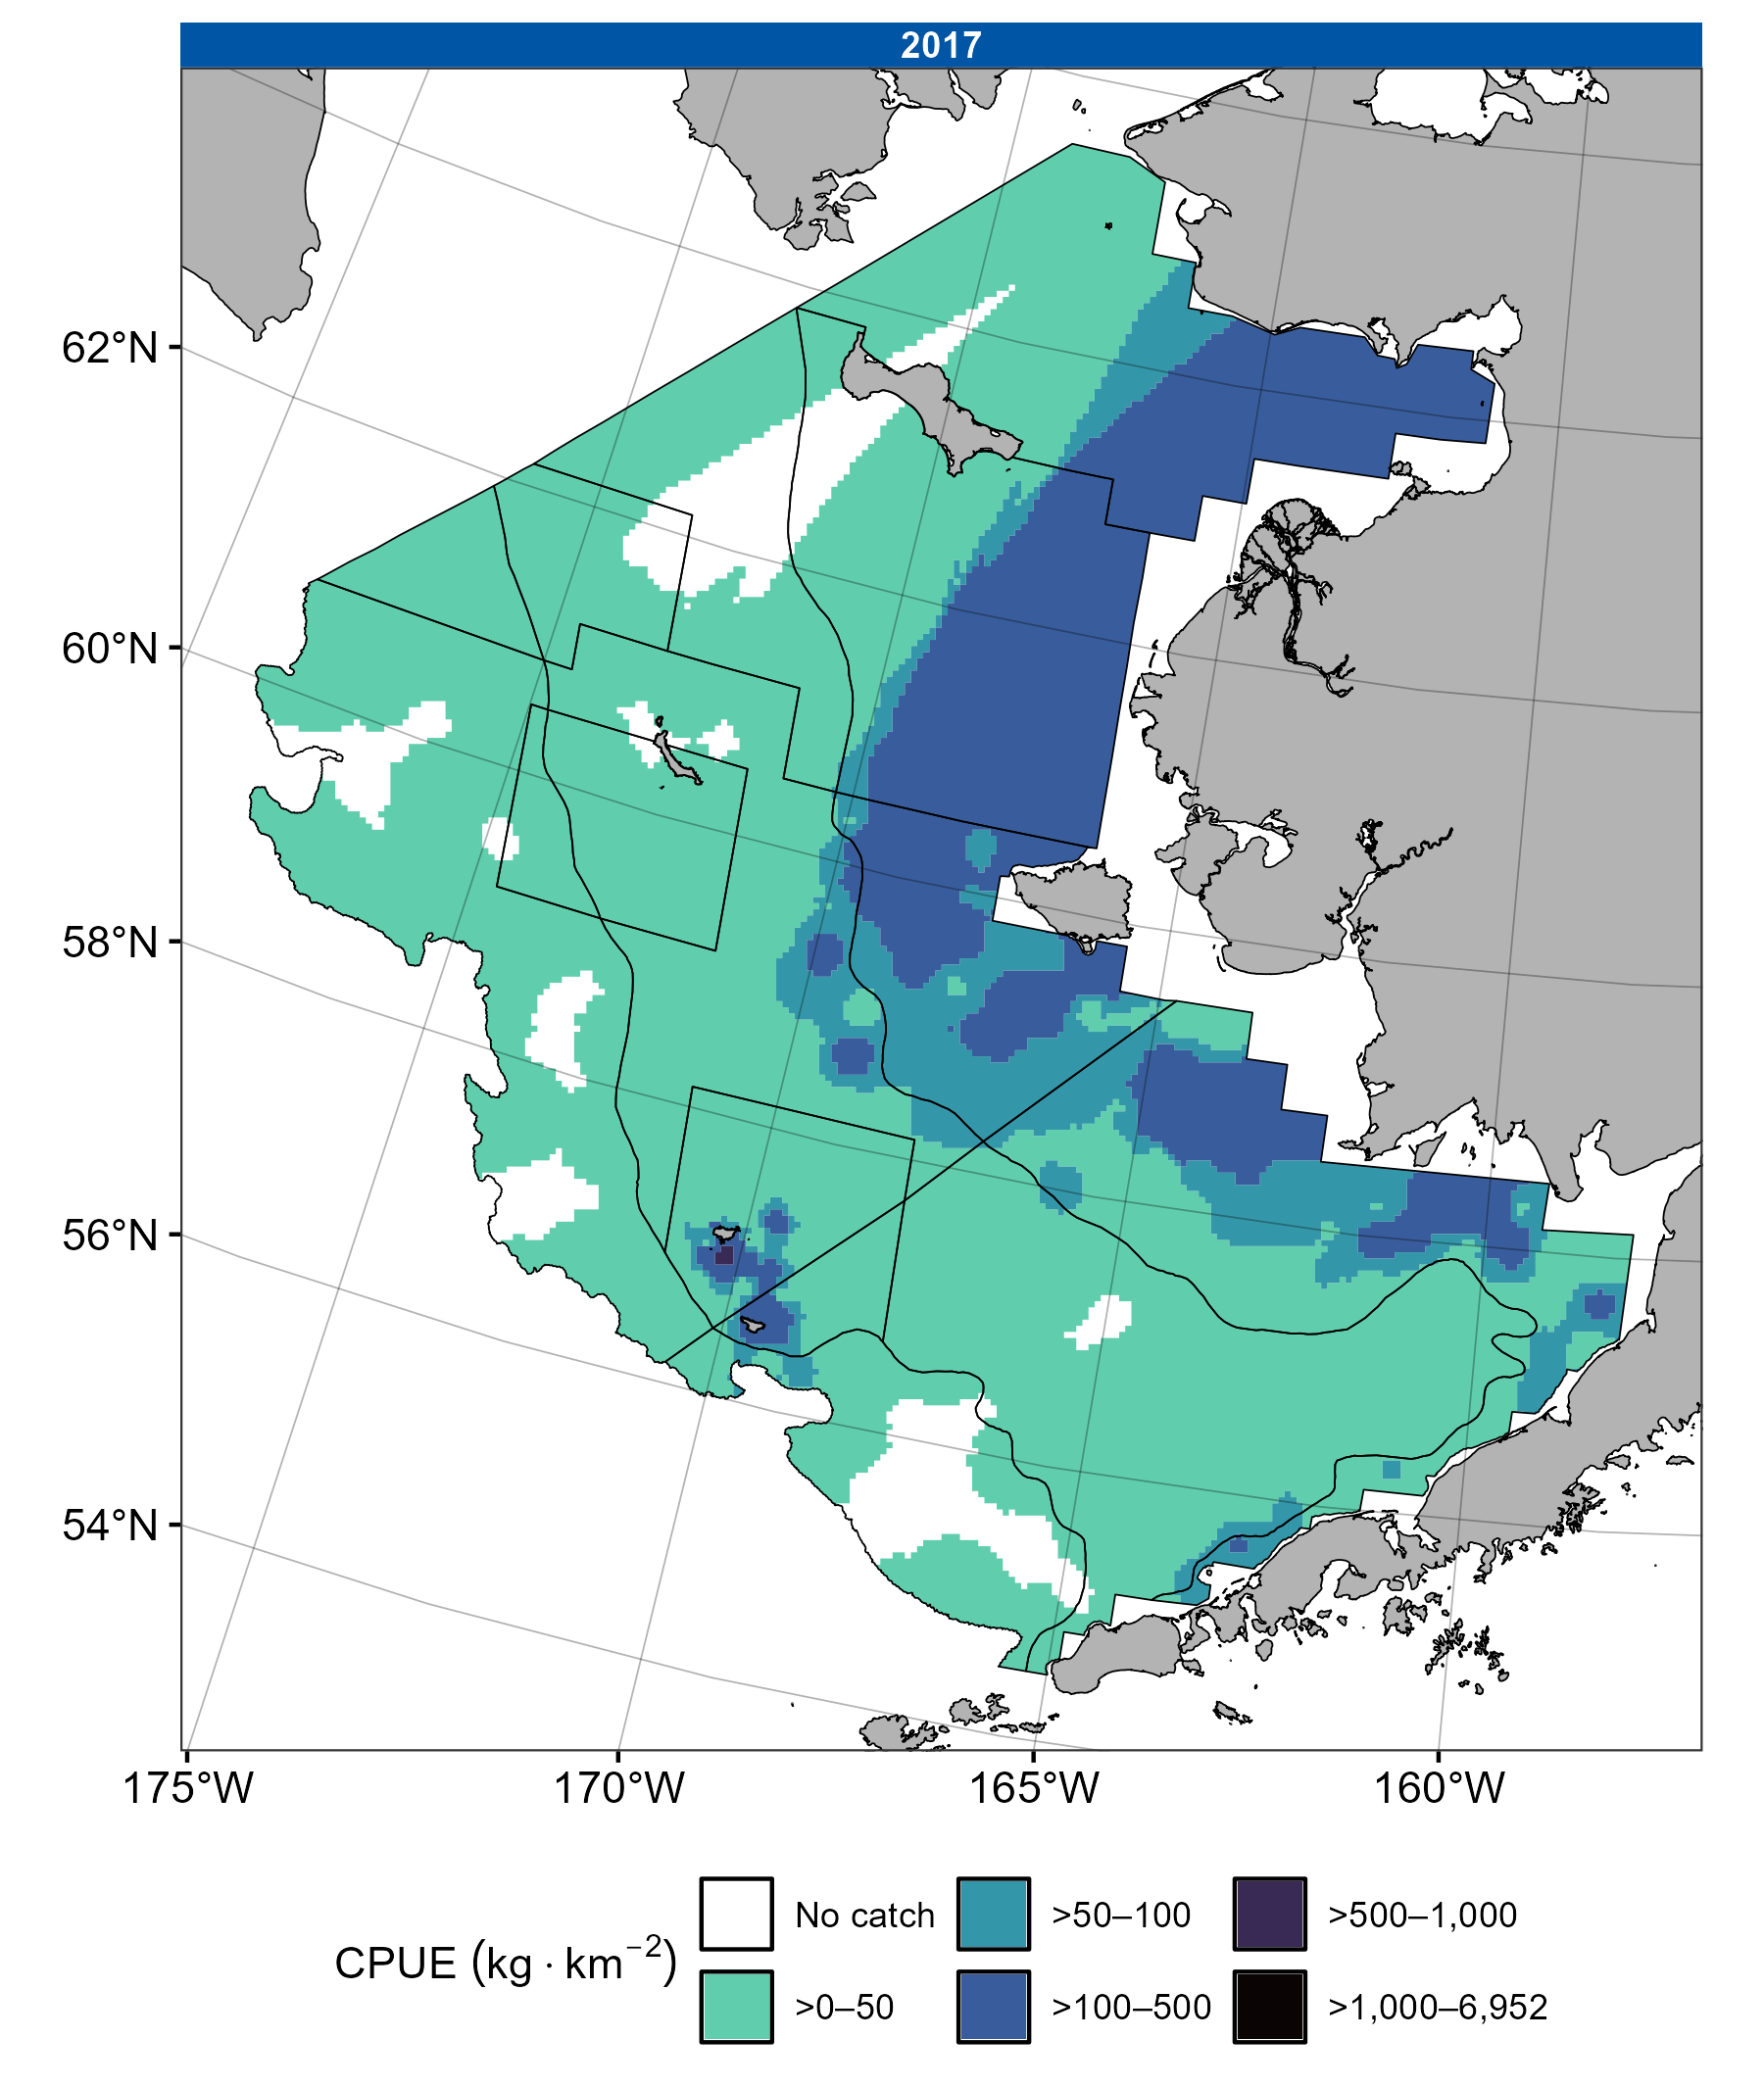 2017
62°N
60°N
58°N
56°N
54°N
175°W 170°W 165°W 160°W
CPUE (kg · km⁻²)
No catch >50–100 >500–1,000
>0–50 >100–500 >1,000–6,952